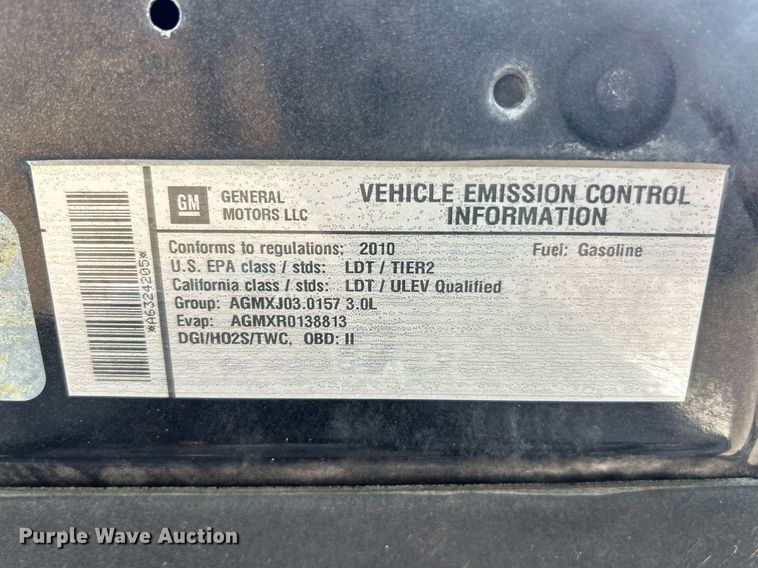 *A6324205*
GM
GENERAL
MOTORS LLC
VEHICLE EMISSION CONTROL
INFORMATION
Conforms to regulations; 2010 Fuel: Gasoline
U.S. EPA class / stds: LDT / TIER2
California class / stds: LDT / ULEV Qualified
Group: AGMXJ03.0157 3.0L
Evap: AGMXR0138813
DGI/HO2S/TWC, OBD: II
Purple Wave Auction